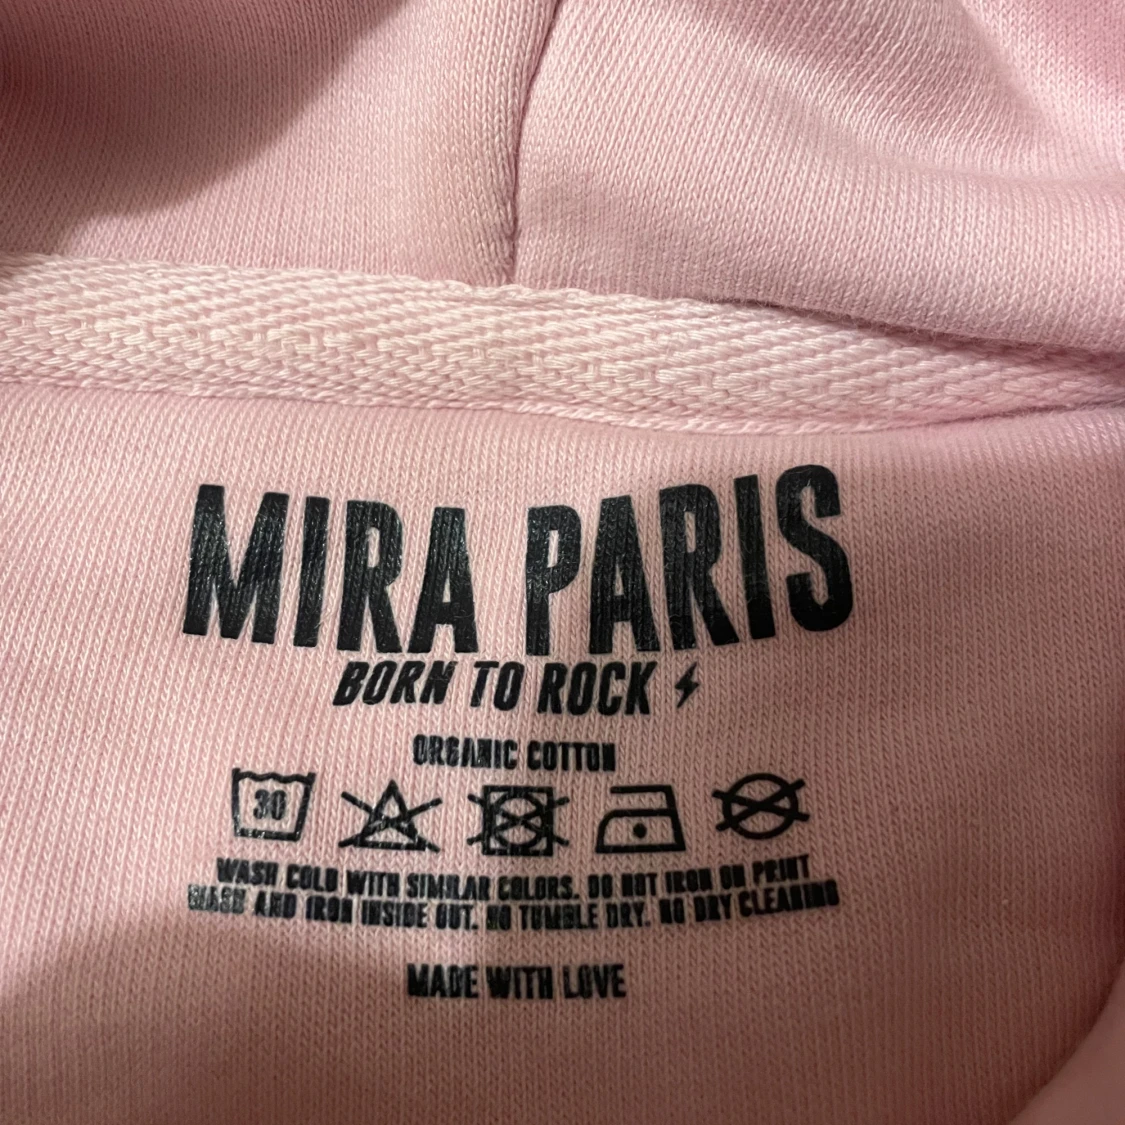 MIRA PARIS
BORN TO ROCK
ORGANIC COTTON
30
WASH COLD WITH SIMILAR COLORS. DO NOT IRON ON PRINT
WASH AND IRON INSIDE OUT. NO TUMBLE DRY. NO DRY CLEANING
MADE WITH LOVE